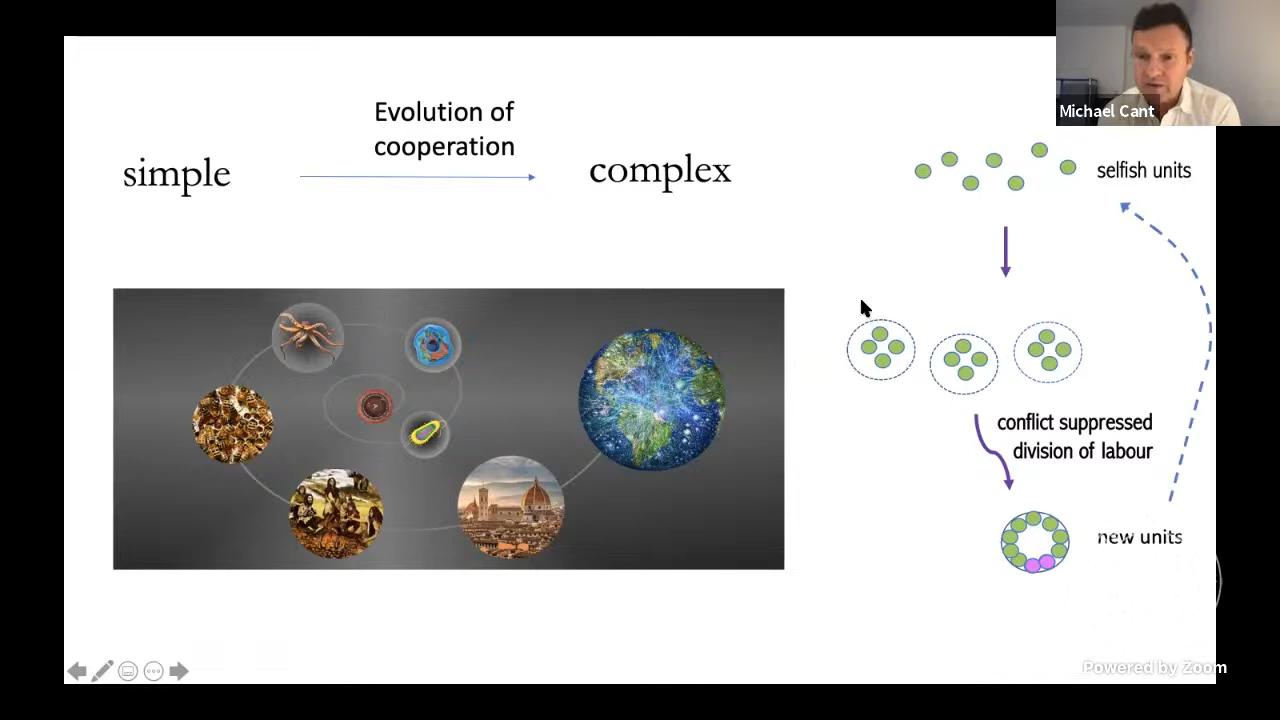 Michael Cant
Evolution of
cooperation
simple
complex
selfish units
conflict suppressed
division of labour
new units
Powered by Zoom